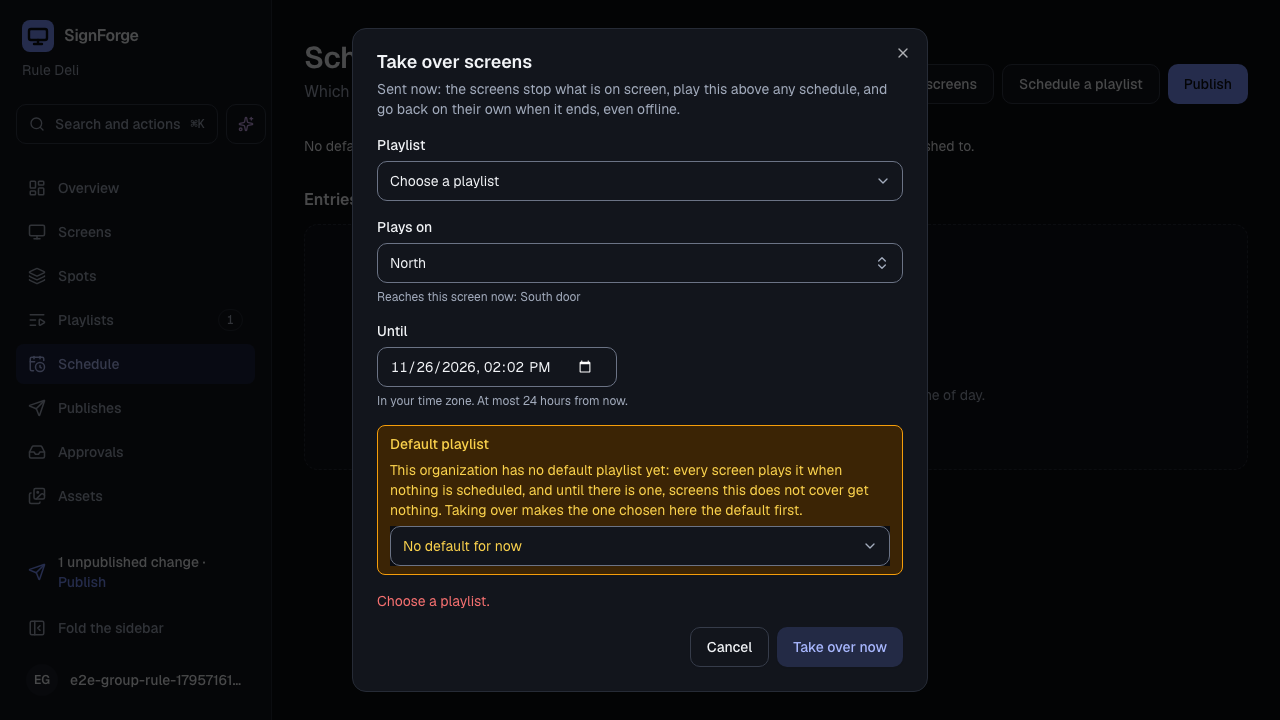 SignForge
Rule Deli
Search and actions ⌘K
Overview
Screens
Spots
Playlists 1
Schedule
Publishes
Approvals
Assets
1 unpublished change ·
Publish
Fold the sidebar
EG e2e-group-rule-17957161…
Sch
Which
screens
Schedule a playlist
Publish
No defa
shed to.
Entries
ne of day.
Take over screens
Sent now: the screens stop what is on screen, play this above any schedule, and
go back on their own when it ends, even offline.
Playlist
Choose a playlist
Plays on
North
Reaches this screen now: South door
Until
11/26/2026, 02:02 PM
In your time zone. At most 24 hours from now.
Default playlist
This organization has no default playlist yet: every screen plays it when
nothing is scheduled, and until there is one, screens this does not cover get
nothing. Taking over makes the one chosen here the default first.
No default for now
Choose a playlist.
Cancel
Take over now